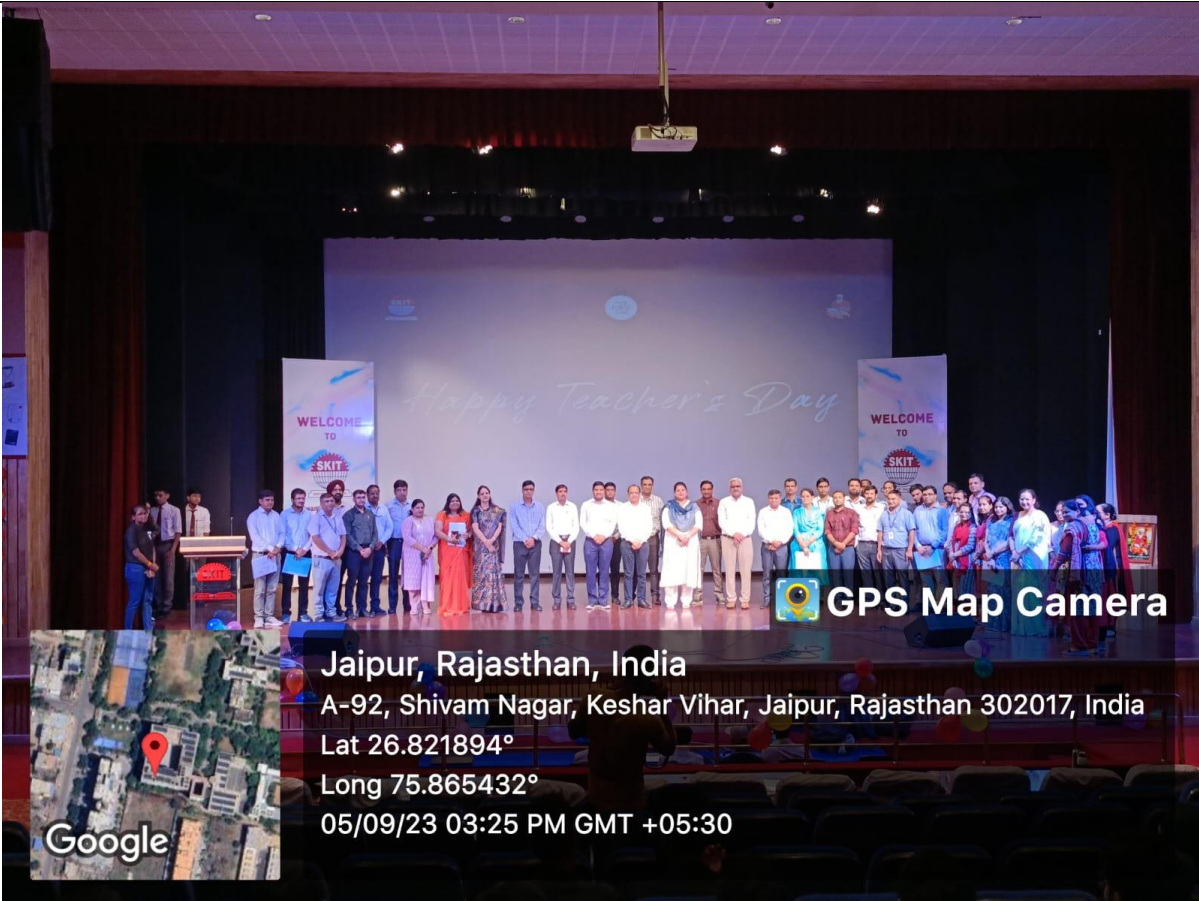 SKIT
Happy Teacher's Day
WELCOME
TO
SKIT
WELCOME
TO
SKIT
SKIT
GPS Map Camera
Jaipur, Rajasthan, India
A-92, Shivam Nagar, Keshar Vihar, Jaipur, Rajasthan 302017, India
Lat 26.821894°
Long 75.865432°
05/09/23 03:25 PM GMT +05:30
Google